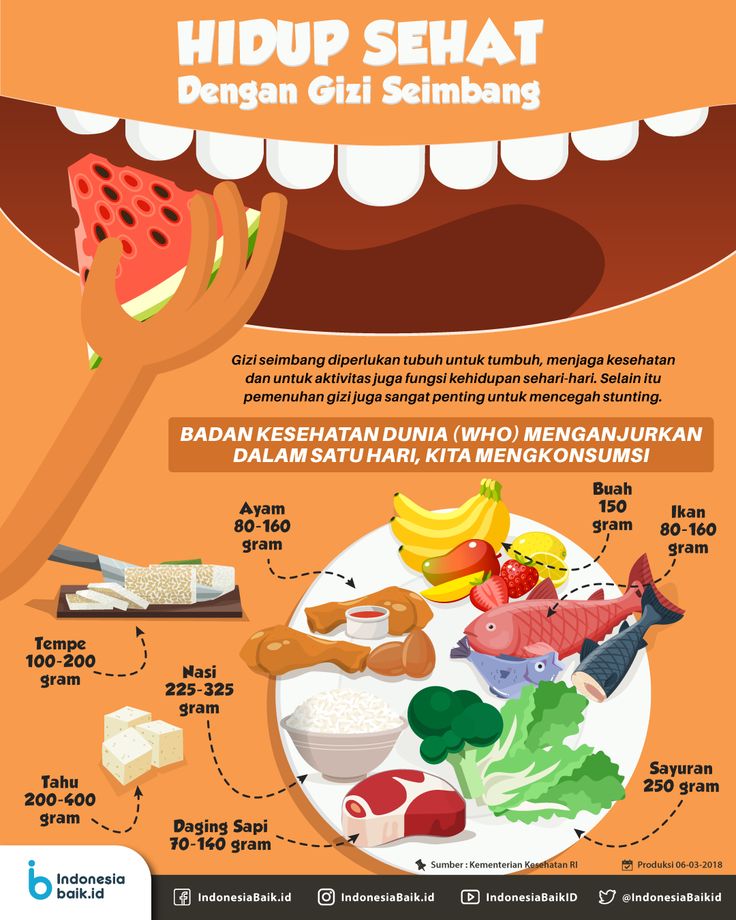 HIDUP SEHAT
Dengan Gizi Seimbang
Gizi seimbang diperlukan tubuh untuk tumbuh, menjaga kesehatan
dan untuk aktivitas juga fungsi kehidupan sehari-hari. Selain itu
pemenuhan gizi juga sangat penting untuk mencegah stunting.
BADAN KESEHATAN DUNIA (WHO) MENGANJURKAN
DALAM SATU HARI, KITA MENGKONSUMSI
Ayam
80-160
gram
Buah
150
gram
Ikan
80-160
gram
Tempe
100-200
gram
Nasi
225-325
gram
Tahu
200-400
gram
Daging Sapi
70-140 gram
Sayuran
250 gram
Sumber : Kementerian Kesehatan RI
Produksi 06-03-2018
Indonesia
baik.id
IndonesiaBaik.id
IndonesiaBaik.id
IndonesiaBaikID
@IndonesiaBaikid